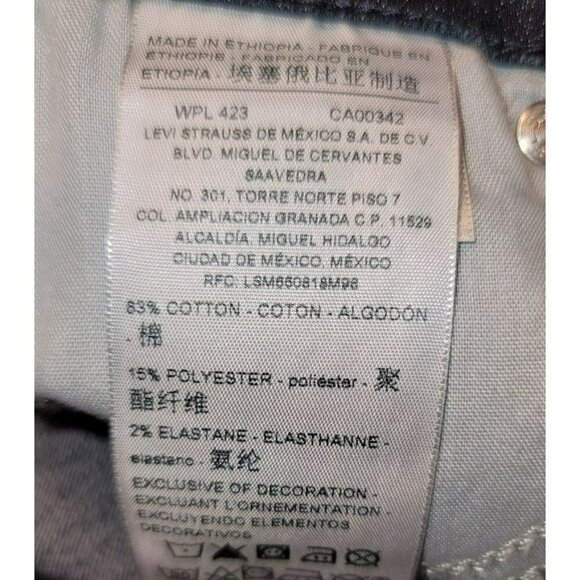 MADE IN ETHIOPIA - FABRIQUE EN
ETHIOPIE - FABRICADO EN
ETIOPIA - 埃塞俄比亚制造
WPL 423 CA00342
LEVI STRAUSS DE MÉXICO S.A. DE C.V.
BLVD. MIGUEL DE CERVANTES
SAAVEDRA
NO. 301, TORRE NORTE PISO 7
COL. AMPLIACION GRANADA C.P. 11529
ALCALDÍA. MIGUEL HIDALGO
CIUDAD DE MÉXICO, MÉXICO
RFC: LSM660818M98
83% COTTON - COTON - ALGODÓN
- 棉
15% POLYESTER - poliéster - 聚
酯纤维
2% ELASTANE - ELASTHANNE -
elastano - 氨纶
EXCLUSIVE OF DECORATION -
EXCLUANT L'ORNEMENTATION -
EXCLUYENDO ELEMENTOS
DECORATIVOS